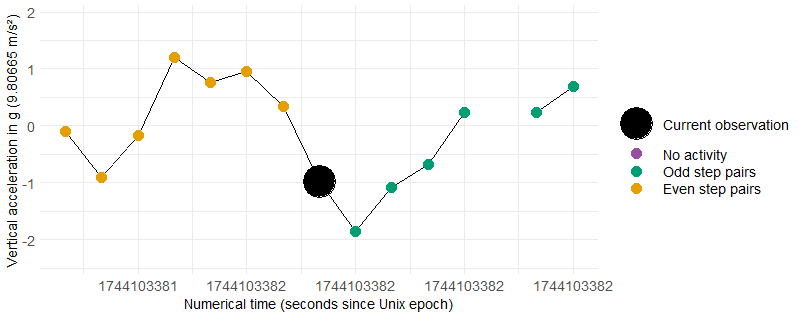 Vertical acceleration in g (9.80665 m/s²)
2
1
0
-1
-2
1744103381 1744103382 1744103382 1744103382 1744103382
Numerical time (seconds since Unix epoch)
Current observation
No activity
Odd step pairs
Even step pairs